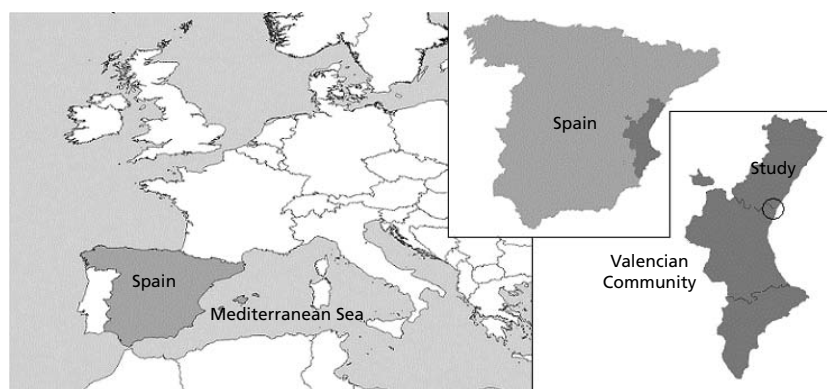 Spain
Mediterranean Sea
Spain
Study
Valencian
Community